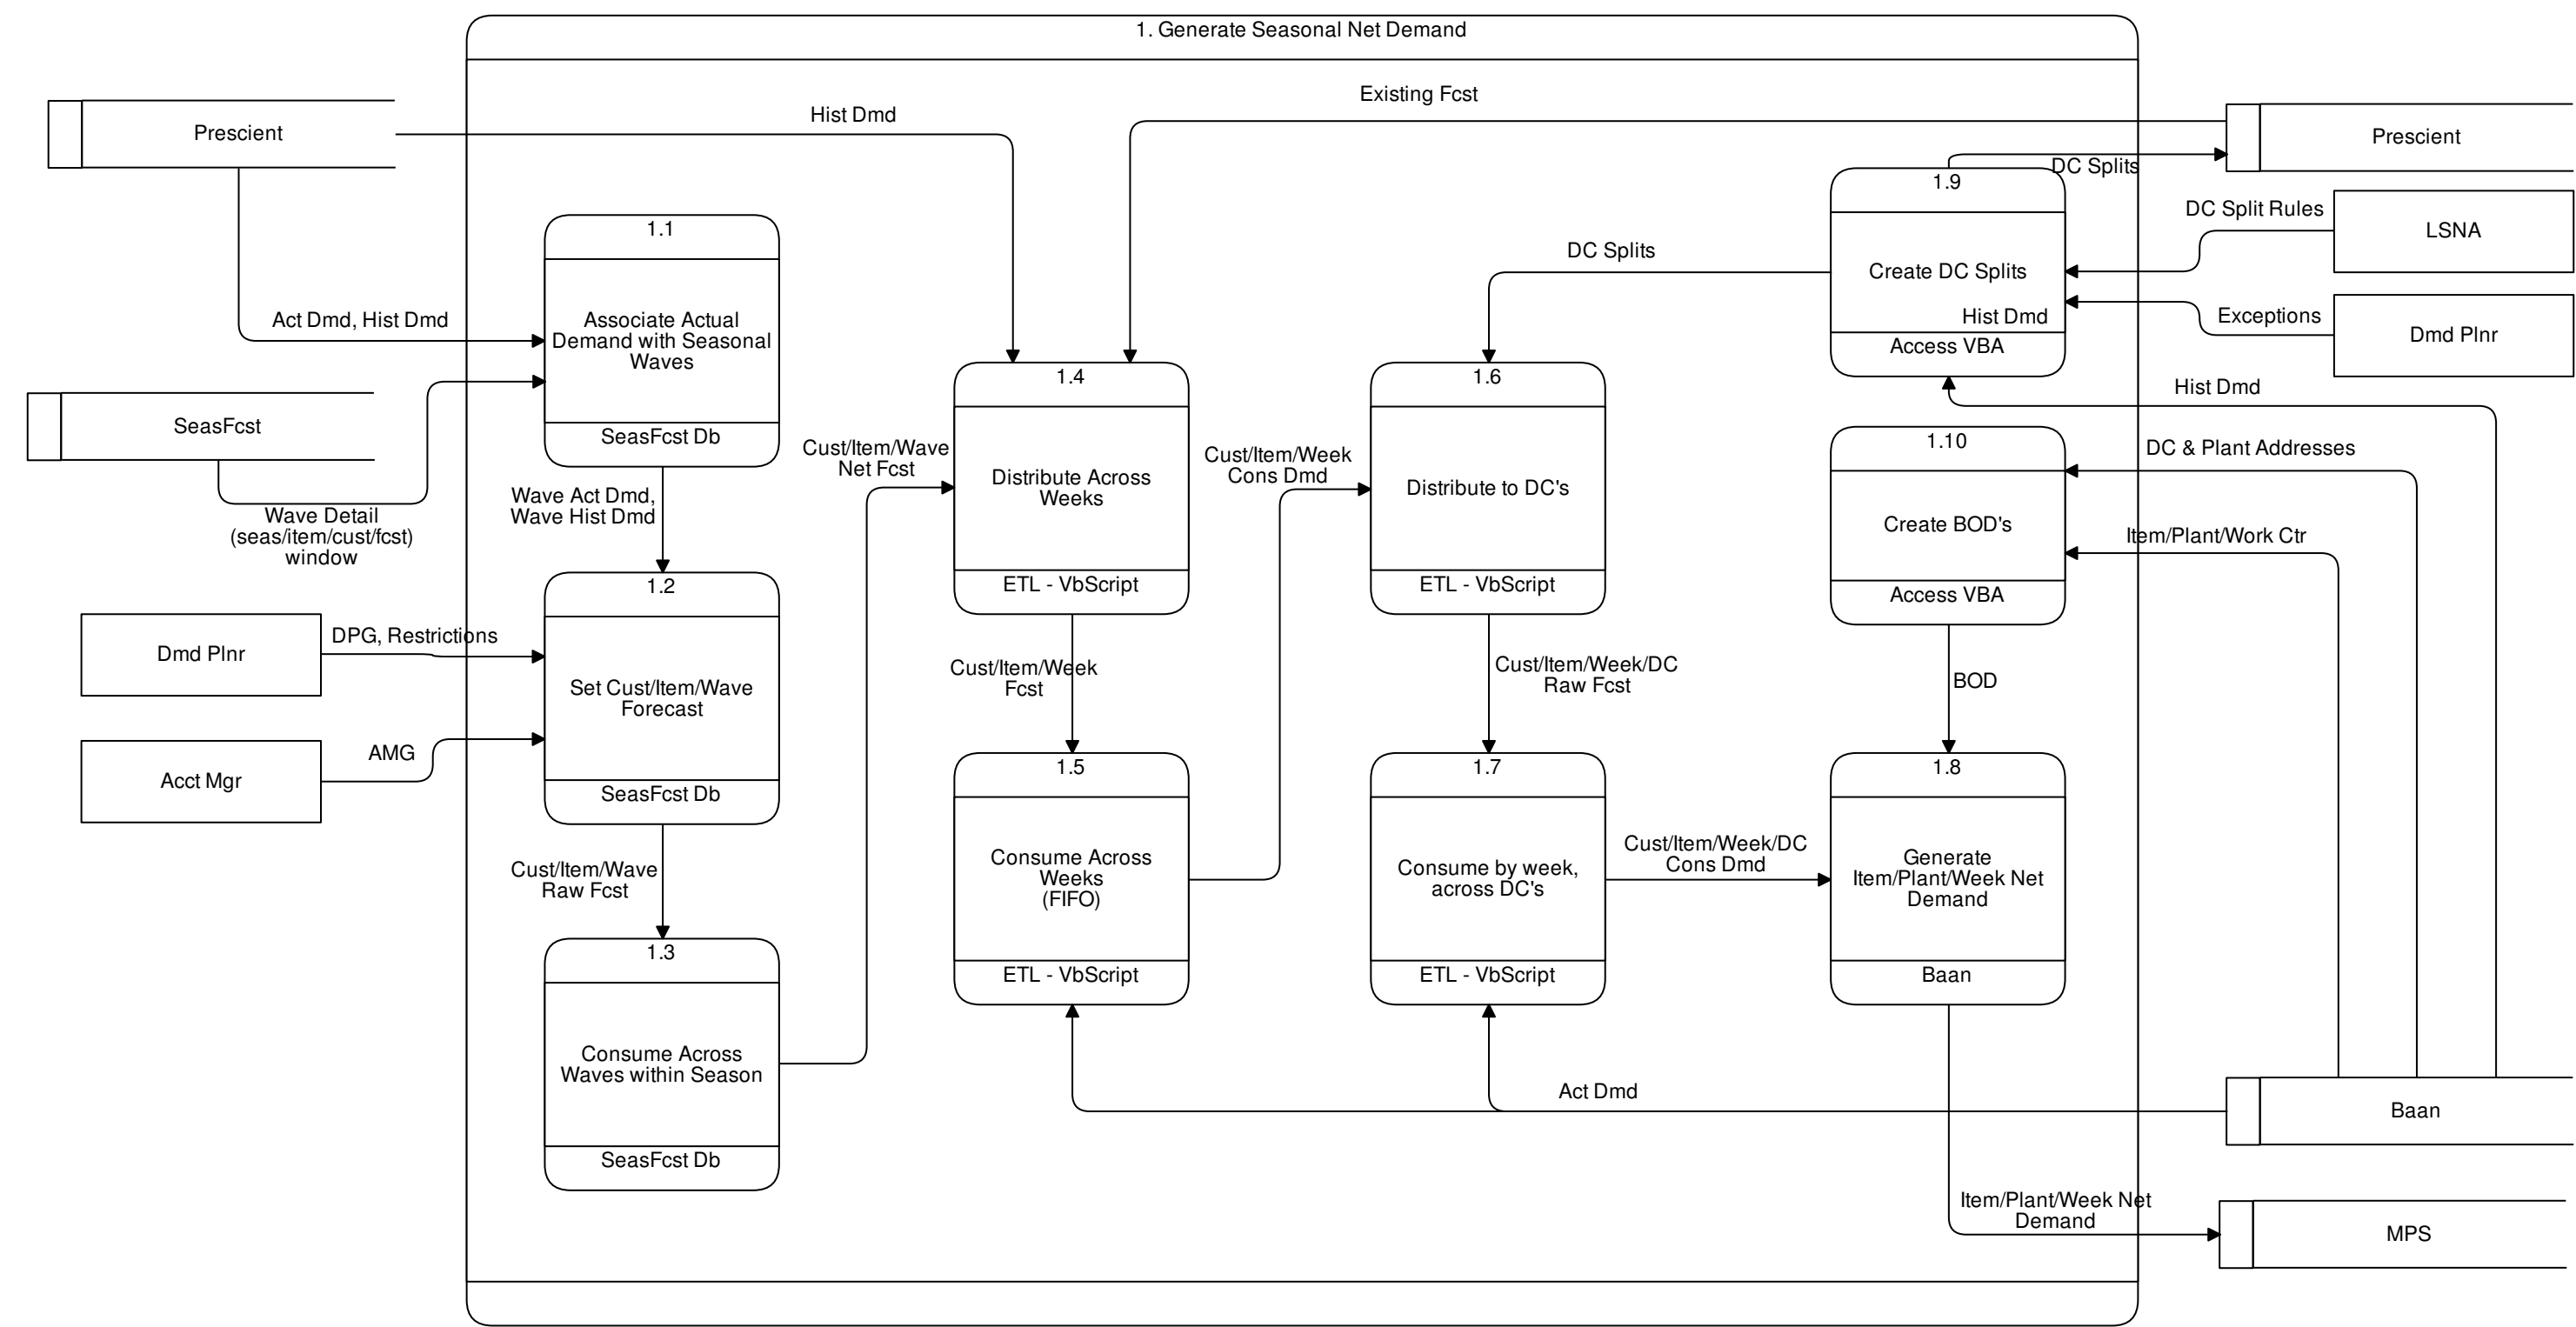 1. Generate Seasonal Net Demand
Existing Fcst
Hist Dmd
Prescient
Prescient
DC Splits
1.9
DC Split Rules
LSNA
1.1
DC Splits
Create DC Splits
Hist Dmd
Access VBA
Exceptions
Dmd Plnr
Act Dmd, Hist Dmd
Associate Actual
Demand with Seasonal
Waves
SeasFcst Db
SeasFcst
Wave Detail
(seas/item/cust/fcst)
window
1.4
Distribute Across
Weeks
ETL - VbScript
1.6
Distribute to DC's
ETL - VbScript
Hist Dmd
1.10
Create BOD's
Access VBA
DC & Plant Addresses
Item/Plant/Work Ctr
Cust/Item/Wave
Net Fcst
Cust/Item/Week
Cons Dmd
Wave Act Dmd,
Wave Hist Dmd
1.2
Set Cust/Item/Wave
Forecast
SeasFcst Db
Dmd Plnr
DPG, Restrictions
Acct Mgr
AMG
Cust/Item/Week
Fcst
Cust/Item/Week/DC
Raw Fcst
BOD
1.5
Consume Across
Weeks
(FIFO)
ETL - VbScript
1.7
Consume by week,
across DC's
ETL - VbScript
Cust/Item/Week/DC
Cons Dmd
1.8
Generate
Item/Plant/Week Net
Demand
Baan
Cust/Item/Wave
Raw Fcst
1.3
Consume Across
Waves within Season
SeasFcst Db
Act Dmd
Baan
Item/Plant/Week Net
Demand
MPS